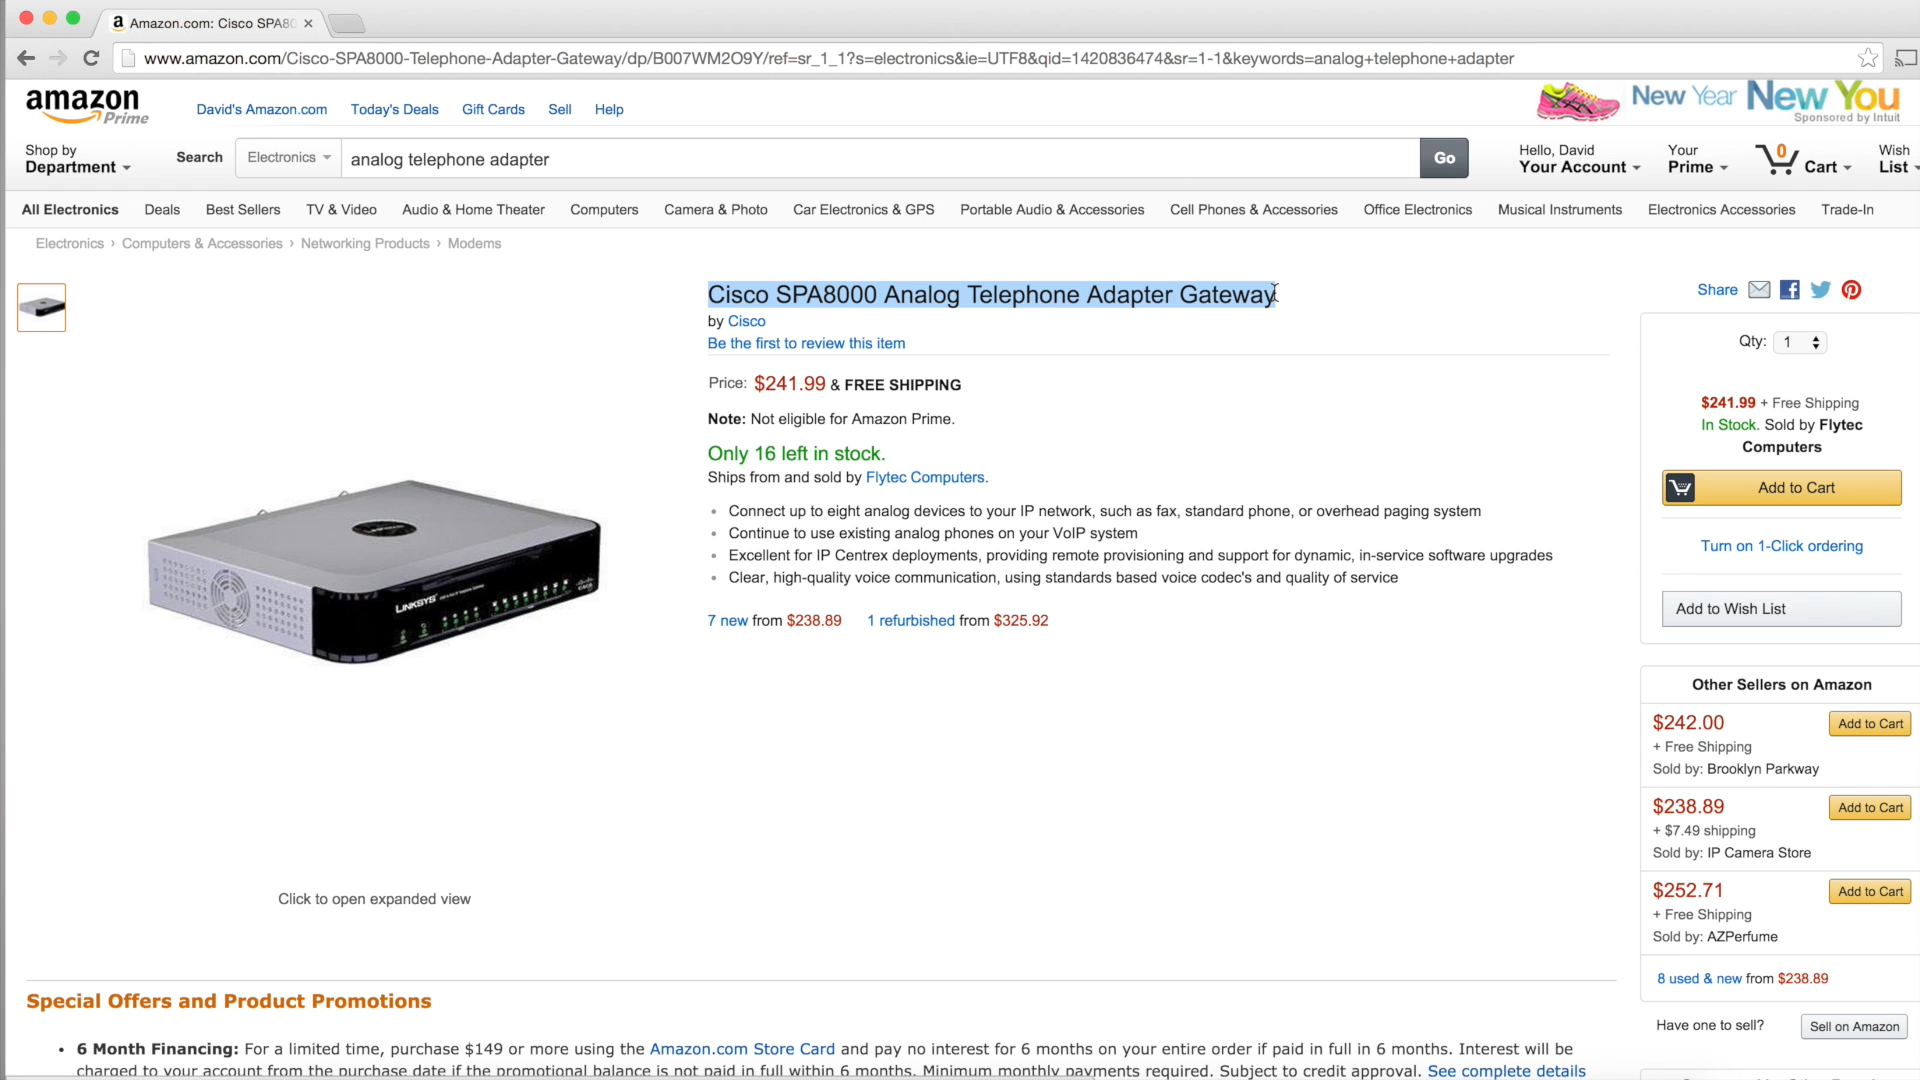 Amazon.com: Cisco SPA80
www.amazon.com/Cisco-SPA8000-Telephone-Adapter-Gateway/dp/B007WM2O9Y/ref=sr_1_1?s=electronics&ie=UTF8&qid=1420836474&sr=1-1&keywords=analog+telephone+adapter
amazon Prime
David's Amazon.com Today's Deals Gift Cards Sell Help
New Year New You
Sponsored by Intuit
Shop by Department
Search Electronics analog telephone adapter Go
Hello, David Your Account
Your Prime
0 Cart
Wish List
All Electronics Deals Best Sellers TV & Video Audio & Home Theater Computers Camera & Photo Car Electronics & GPS Portable Audio & Accessories Cell Phones & Accessories Office Electronics Musical Instruments Electronics Accessories Trade-In
Electronics › Computers & Accessories › Networking Products › Modems
Cisco SPA8000 Analog Telephone Adapter Gateway
by Cisco
Be the first to review this item
Price: $241.99 & FREE SHIPPING
Note: Not eligible for Amazon Prime.
Only 16 left in stock.
Ships from and sold by Flytec Computers.
• Connect up to eight analog devices to your IP network, such as fax, standard phone, or overhead paging system
• Continue to use existing analog phones on your VoIP system
• Excellent for IP Centrex deployments, providing remote provisioning and support for dynamic, in-service software upgrades
• Clear, high-quality voice communication, using standards based voice codec's and quality of service
7 new from $238.89 1 refurbished from $325.92
LINKSYS
Click to open expanded view
Share
Qty: 1
$241.99 + Free Shipping
In Stock. Sold by Flytec
Computers
Add to Cart
Turn on 1-Click ordering
Add to Wish List
Other Sellers on Amazon
$242.00 Add to Cart
+ Free Shipping
Sold by: Brooklyn Parkway
$238.89 Add to Cart
+ $7.49 shipping
Sold by: IP Camera Store
$252.71 Add to Cart
+ Free Shipping
Sold by: AZPerfume
8 used & new from $238.89
Have one to sell? Sell on Amazon
Special Offers and Product Promotions
• 6 Month Financing: For a limited time, purchase $149 or more using the Amazon.com Store Card and pay no interest for 6 months on your entire order if paid in full in 6 months. Interest will be
charged to your account from the purchase date if the promotional balance is not paid in full within 6 months. Minimum monthly payments required. Subject to credit approval. See complete details